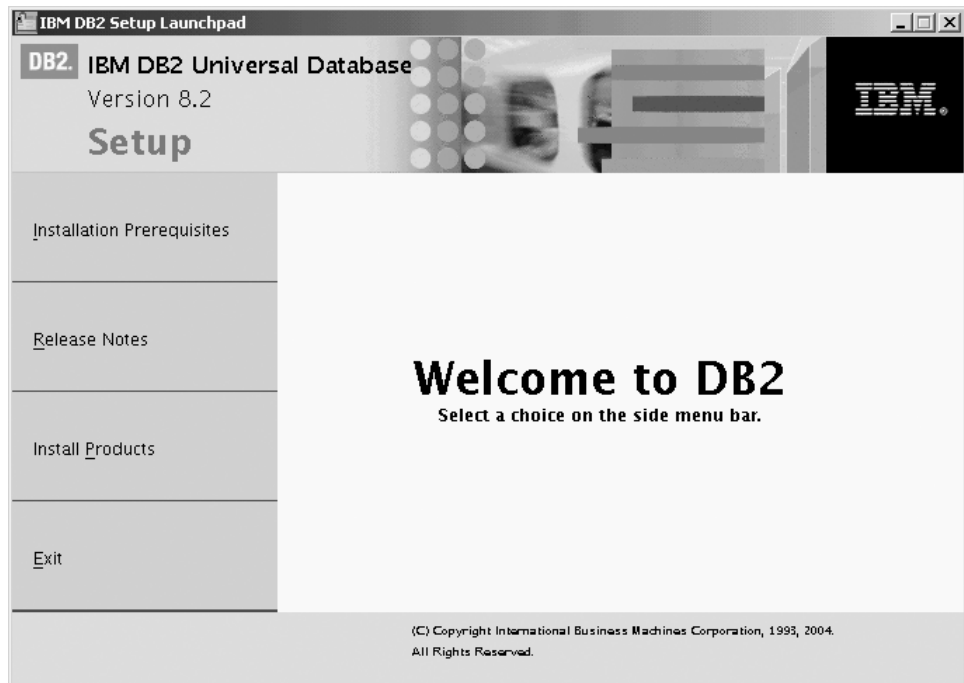 IBM DB2 Setup Launchpad
DB2. IBM DB2 Universal Database
Version 8.2
Setup
IBM®
Installation Prerequisites
Release Notes
Install Products
Exit
Welcome to DB2
Select a choice on the side menu bar.
(C) Copyright International Business Machines Corporation, 1993, 2004.
All Rights Reserved.